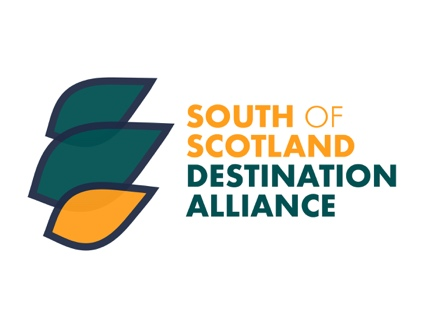 SOUTH OF
SCOTLAND
DESTINATION
ALLIANCE